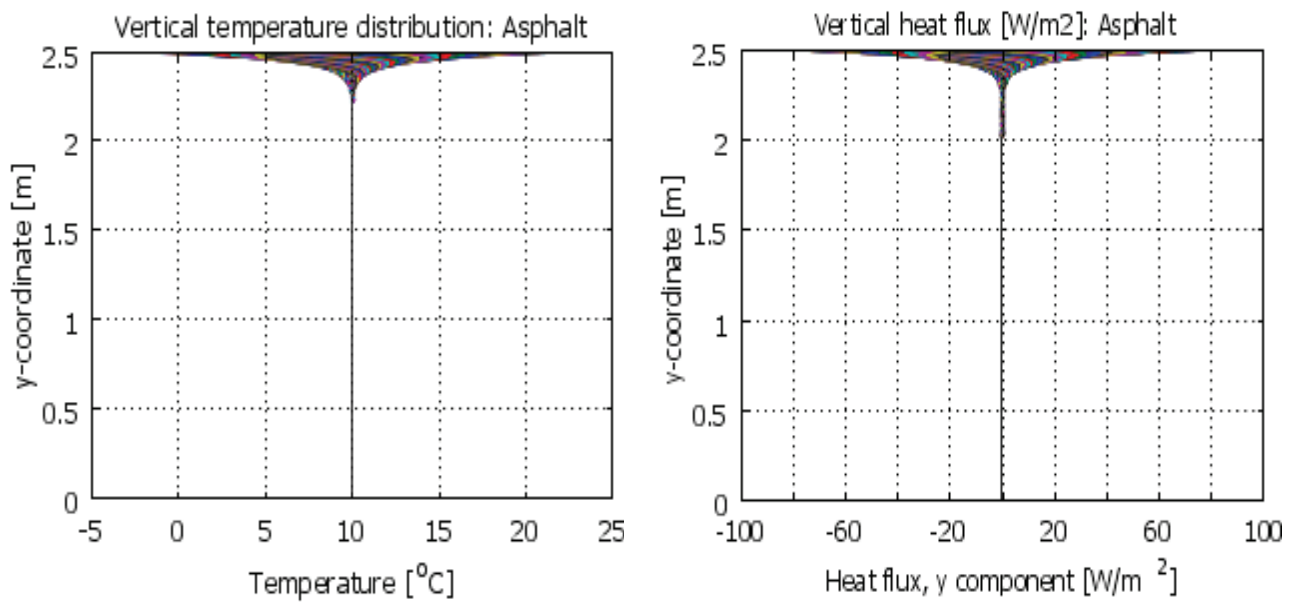 Vertical temperature distribution: Asphalt
2.5
2
1.5
1
0.5
0
y-coordinate [m]
-5 0 5 10 15 20 25
Temperature [°C]
Vertical heat flux [W/m2]: Asphalt
2.5
2
1.5
1
0.5
0
y-coordinate [m]
-100 -60 -20 20 60 100
Heat flux, y component [W/m ²]